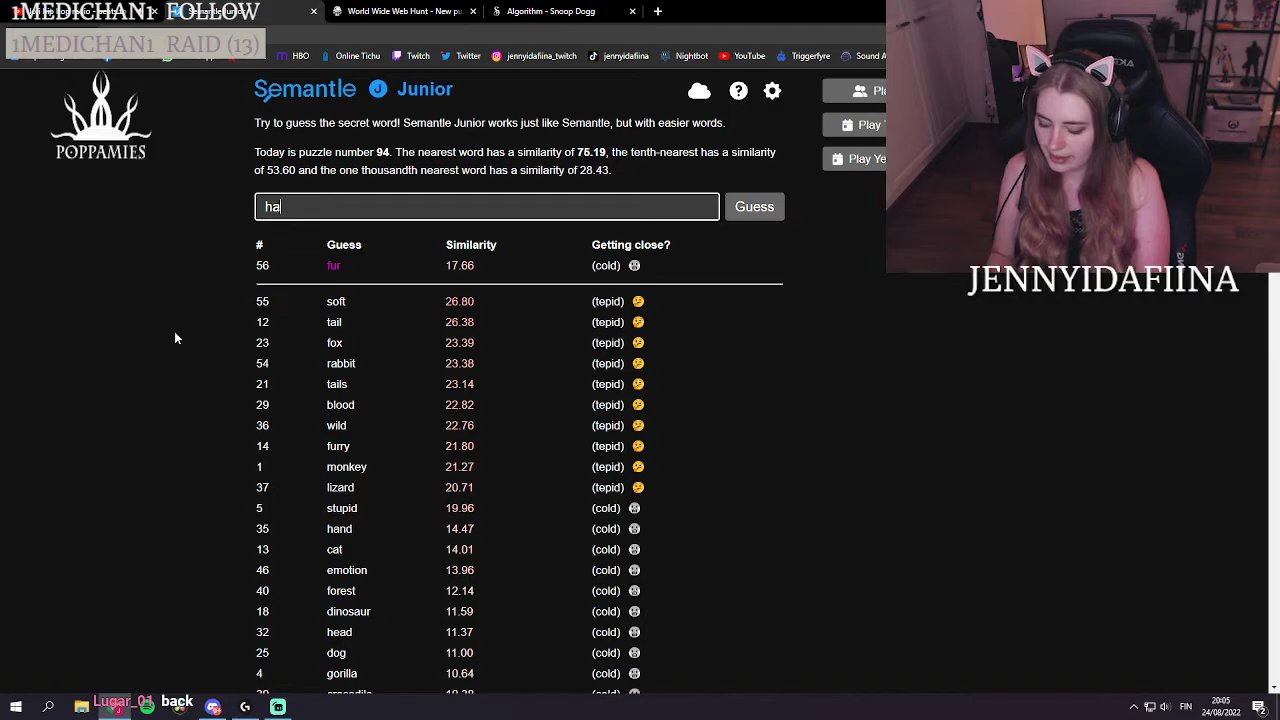 1MEDICHAN1 FOLLOW
1MEDICHAN1 RAID (13)
World Wide Web Hunt - New pu
Algorithm - Snoop Dogg
HBO
Online Tichu
Twitch
Twitter
jennyidafiina_twitch
jennyidafiina
Nightbot
YouTube
Triggerfyre
Sound A
POPPAMIES
Semantle J Junior
Pla
Play T
Play Ye
Try to guess the secret word! Semantle Junior works just like Semantle, but with easier words.
Today is puzzle number 94. The nearest word has a similarity of 75.19, the tenth-nearest has a similarity
of 53.60 and the one thousandth nearest word has a similarity of 28.43.
ha
Guess
# Guess Similarity Getting close?
56 fur 17.66 (cold)
55 soft 26.80 (tepid)
12 tail 26.38 (tepid)
23 fox 23.39 (tepid)
54 rabbit 23.38 (tepid)
21 tails 23.14 (tepid)
29 blood 22.82 (tepid)
36 wild 22.76 (tepid)
14 furry 21.80 (tepid)
1 monkey 21.27 (tepid)
37 lizard 20.71 (tepid)
5 stupid 19.96 (cold)
35 hand 14.47 (cold)
13 cat 14.01 (cold)
46 emotion 13.96 (cold)
40 forest 12.14 (cold)
18 dinosaur 11.59 (cold)
32 head 11.37 (cold)
25 dog 11.00 (cold)
4 gorilla 10.64 (cold)
JENNYIDAFIINA
Lugar_01 back
FIN
20:05
24/08/2022
2